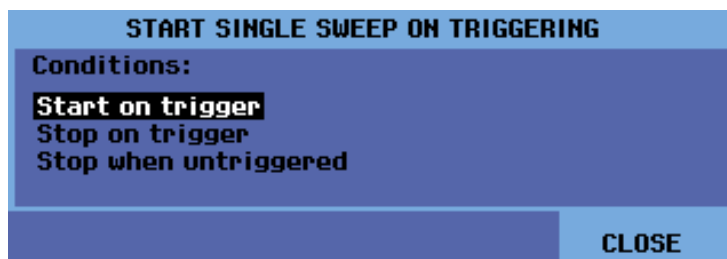 START SINGLE SWEEP ON TRIGGERING
Conditions:
Start on trigger
Stop on trigger
Stop when untriggered
CLOSE